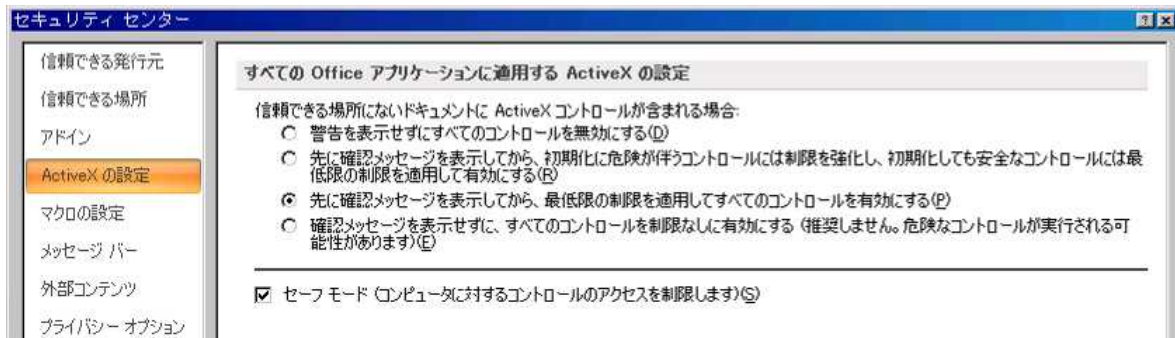 セキュリティ センター
信頼できる発行元
信頼できる場所
アドイン
ActiveX の設定
マクロの設定
メッセージ バー
外部コンテンツ
プライバシー オプション
すべての Office アプリケーションに適用する ActiveX の設定
信頼できる場所にないドキュメントに ActiveX コントロールが含まれる場合:
警告を表示せずにすべてのコントロールを無効にする(D)
先に確認メッセージを表示してから、初期化に危険が伴うコントロールには制限を強化し、初期化しても安全なコントロールには最
低限の制限を適用して有効にする(R)
先に確認メッセージを表示してから、最低限の制限を適用してすべてのコントロールを有効にする(P)
確認メッセージを表示せずに、すべてのコントロールを制限なしに有効にする (推奨しません。危険なコントロールが実行される可
能性があります)(E)
セーフ モード (コンピュータに対するコントロールのアクセスを制限します)(S)